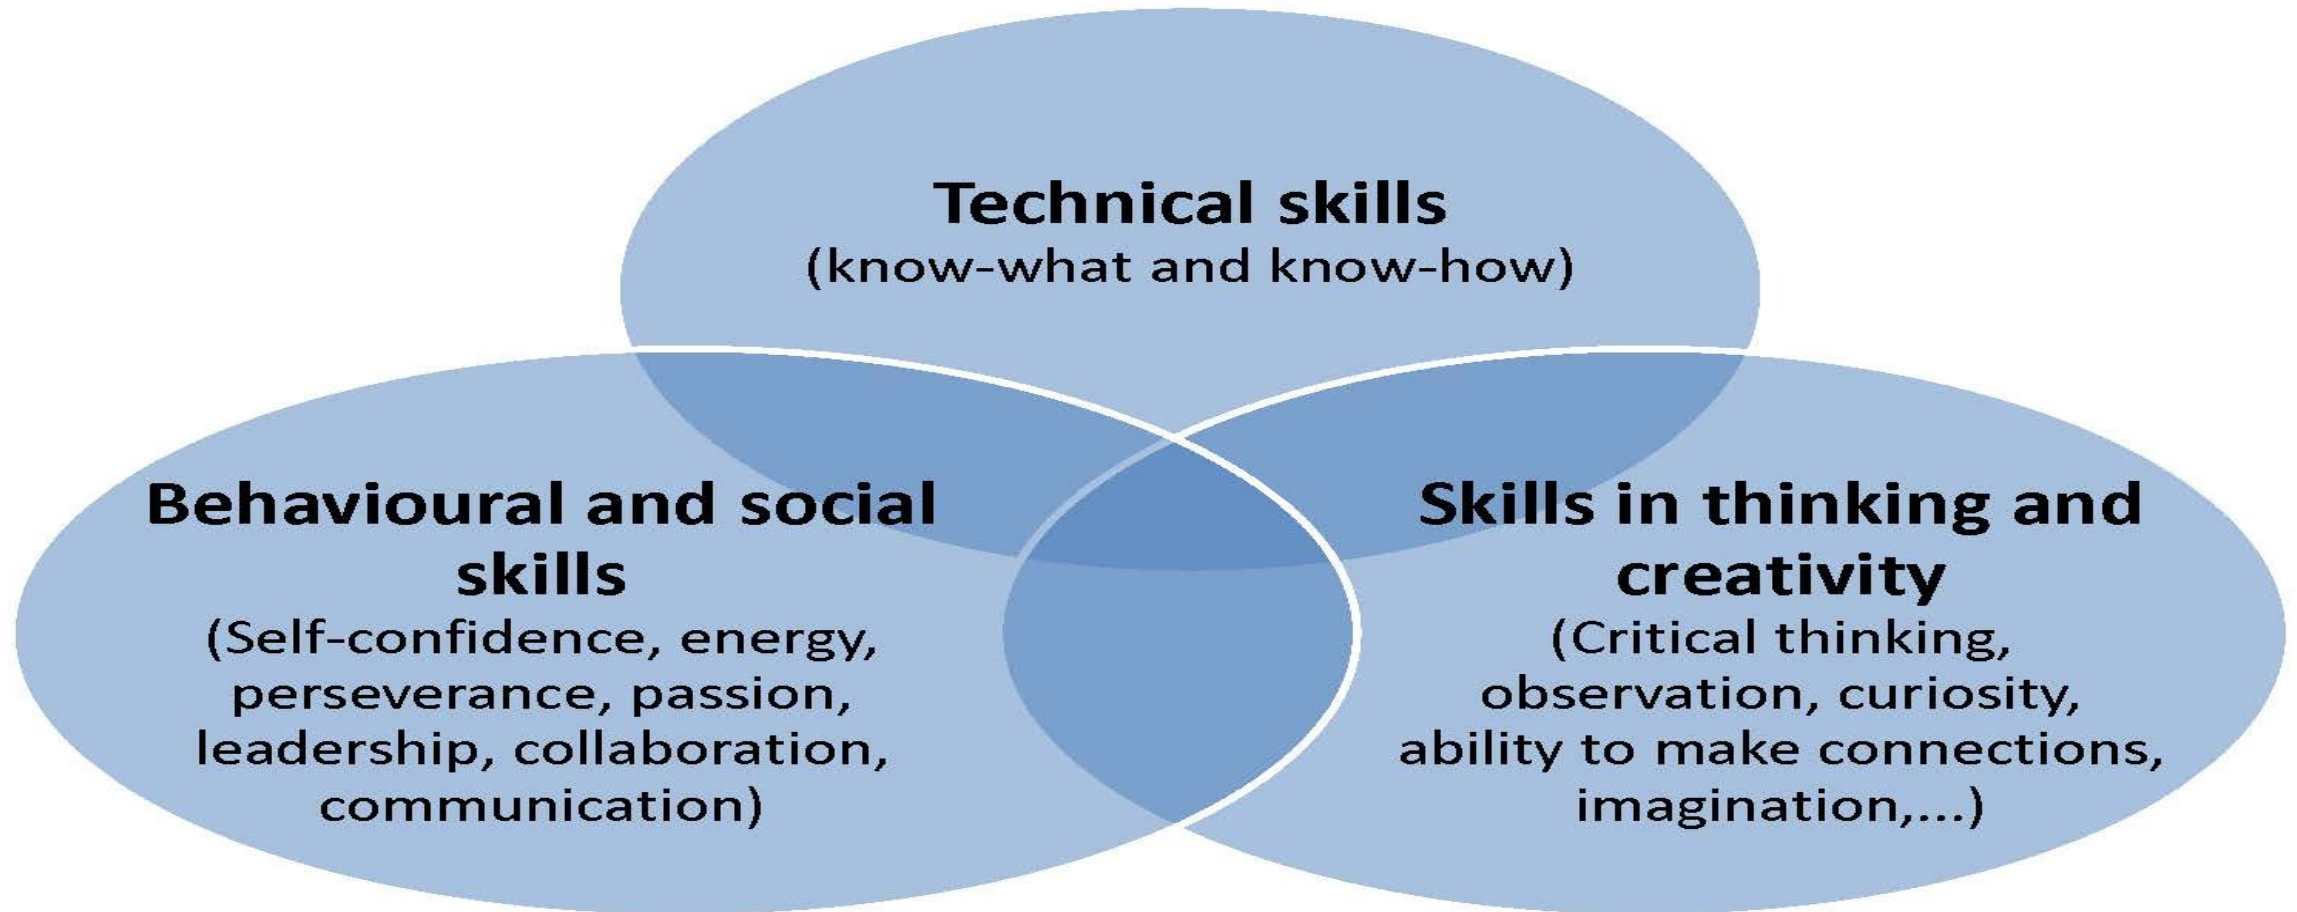 Technical skills
(know-what and know-how)
Behavioural and social
skills
(Self-confidence, energy,
perseverance, passion,
leadership, collaboration,
communication)
Skills in thinking and
creativity
(Critical thinking,
observation, curiosity,
ability to make connections,
imagination,...)